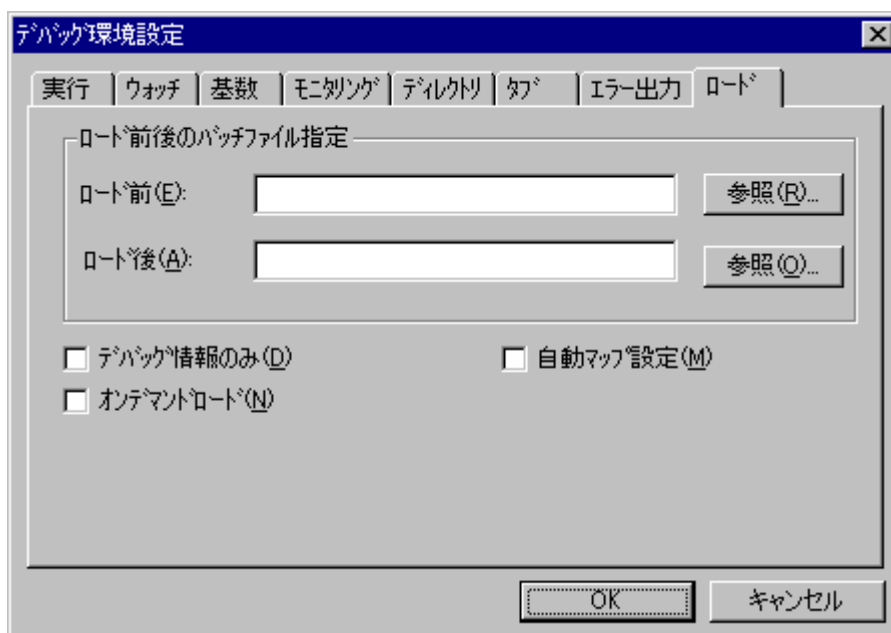 ﾃﾞﾊﾞｯｸﾞ環境設定
実行 ｳｫｯﾁ 基数 ﾓﾆﾀﾘﾝｸﾞ ﾃﾞｨﾚｸﾄﾘ ﾀﾌﾞ ｴﾗｰ出力 ﾛｰﾄﾞ
ﾛｰﾄﾞ前後のﾊﾞｯﾁﾌｧｲﾙ指定
ﾛｰﾄﾞ前(E): 参照(R)...
ﾛｰﾄﾞ後(A): 参照(O)...
ﾃﾞﾊﾞｯｸﾞ情報のみ(D) 自動ﾏｯﾌﾟ設定(M)
ｵﾝﾃﾞﾏﾝﾄﾞﾛｰﾄﾞ(N)
OK ｷｬﾝｾﾙ